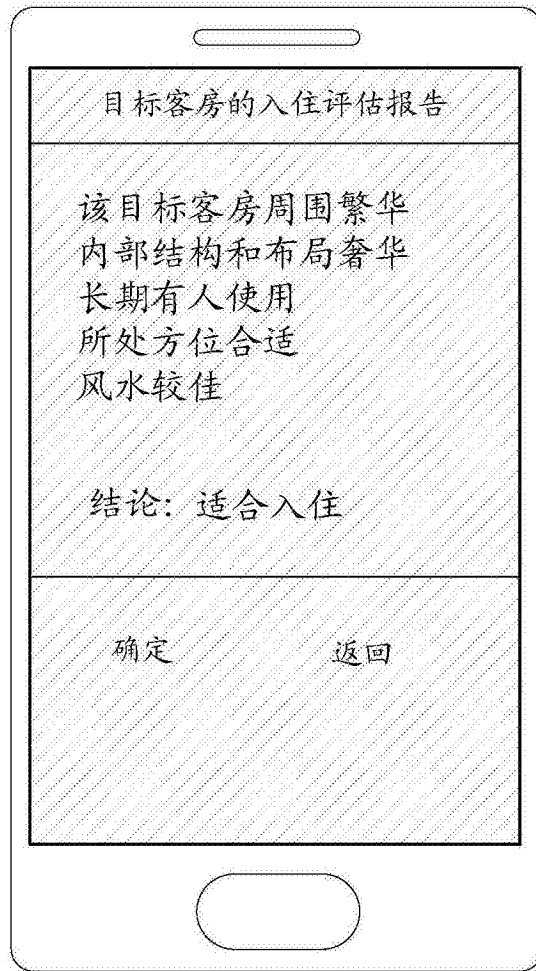 目标客房的入住评估报告
该目标客房周围繁华
内部结构和布局奢华
长期有人使用
所处方位合适
风水较佳
结论：适合入住
确定 返回